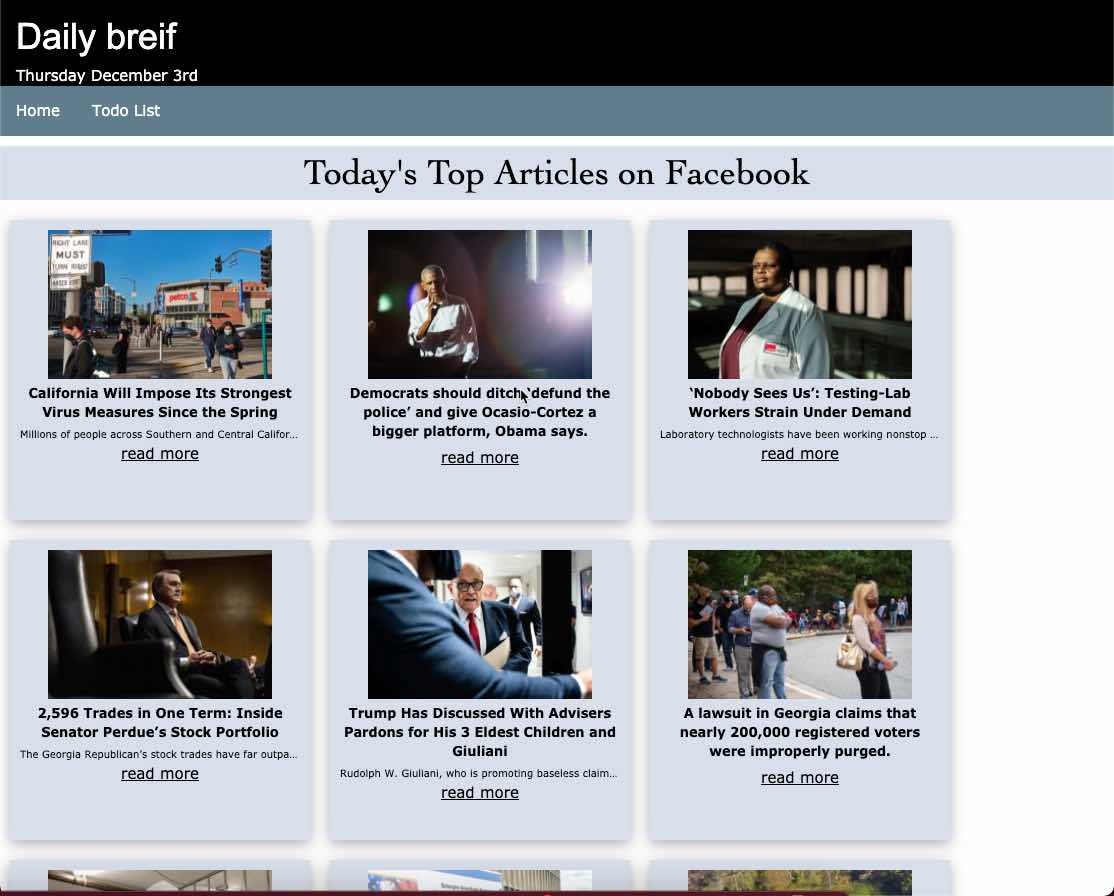 Daily breif
Thursday December 3rd
Home Todo List
Today's Top Articles on Facebook
RIGHT LANE
MUST
TURN RIGHT
petco
California Will Impose Its Strongest
Virus Measures Since the Spring
Millions of people across Southern and Central Califor...
read more
Democrats should ditch ‘defund the
police’ and give Ocasio-Cortez a
bigger platform, Obama says.
read more
‘Nobody Sees Us’: Testing-Lab
Workers Strain Under Demand
Laboratory technologists have been working nonstop ...
read more
2,596 Trades in One Term: Inside
Senator Perdue’s Stock Portfolio
The Georgia Republican’s stock trades have far outpa...
read more
Trump Has Discussed With Advisers
Pardons for His 3 Eldest Children and
Giuliani
Rudolph W. Giuliani, who is promoting baseless claim...
read more
A lawsuit in Georgia claims that
nearly 200,000 registered voters
were improperly purged.
read more